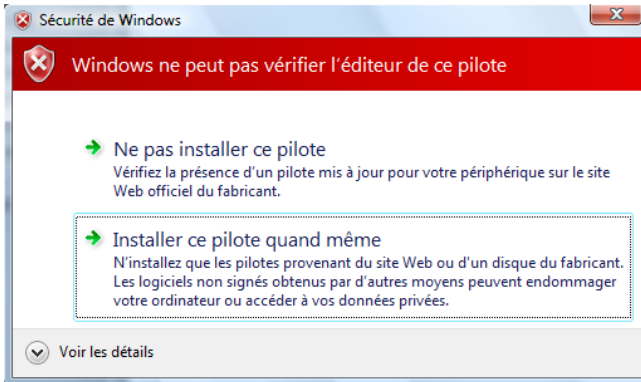 Sécurité de Windows
Windows ne peut pas vérifier l'éditeur de ce pilote
Ne pas installer ce pilote
Vérifiez la présence d'un pilote mis à jour pour votre périphérique sur le site
Web officiel du fabricant.
Installer ce pilote quand même
N'installez que les pilotes provenant du site Web ou d'un disque du fabricant.
Les logiciels non signés obtenus par d'autres moyens peuvent endommager
votre ordinateur ou accéder à vos données privées.
Voir les détails